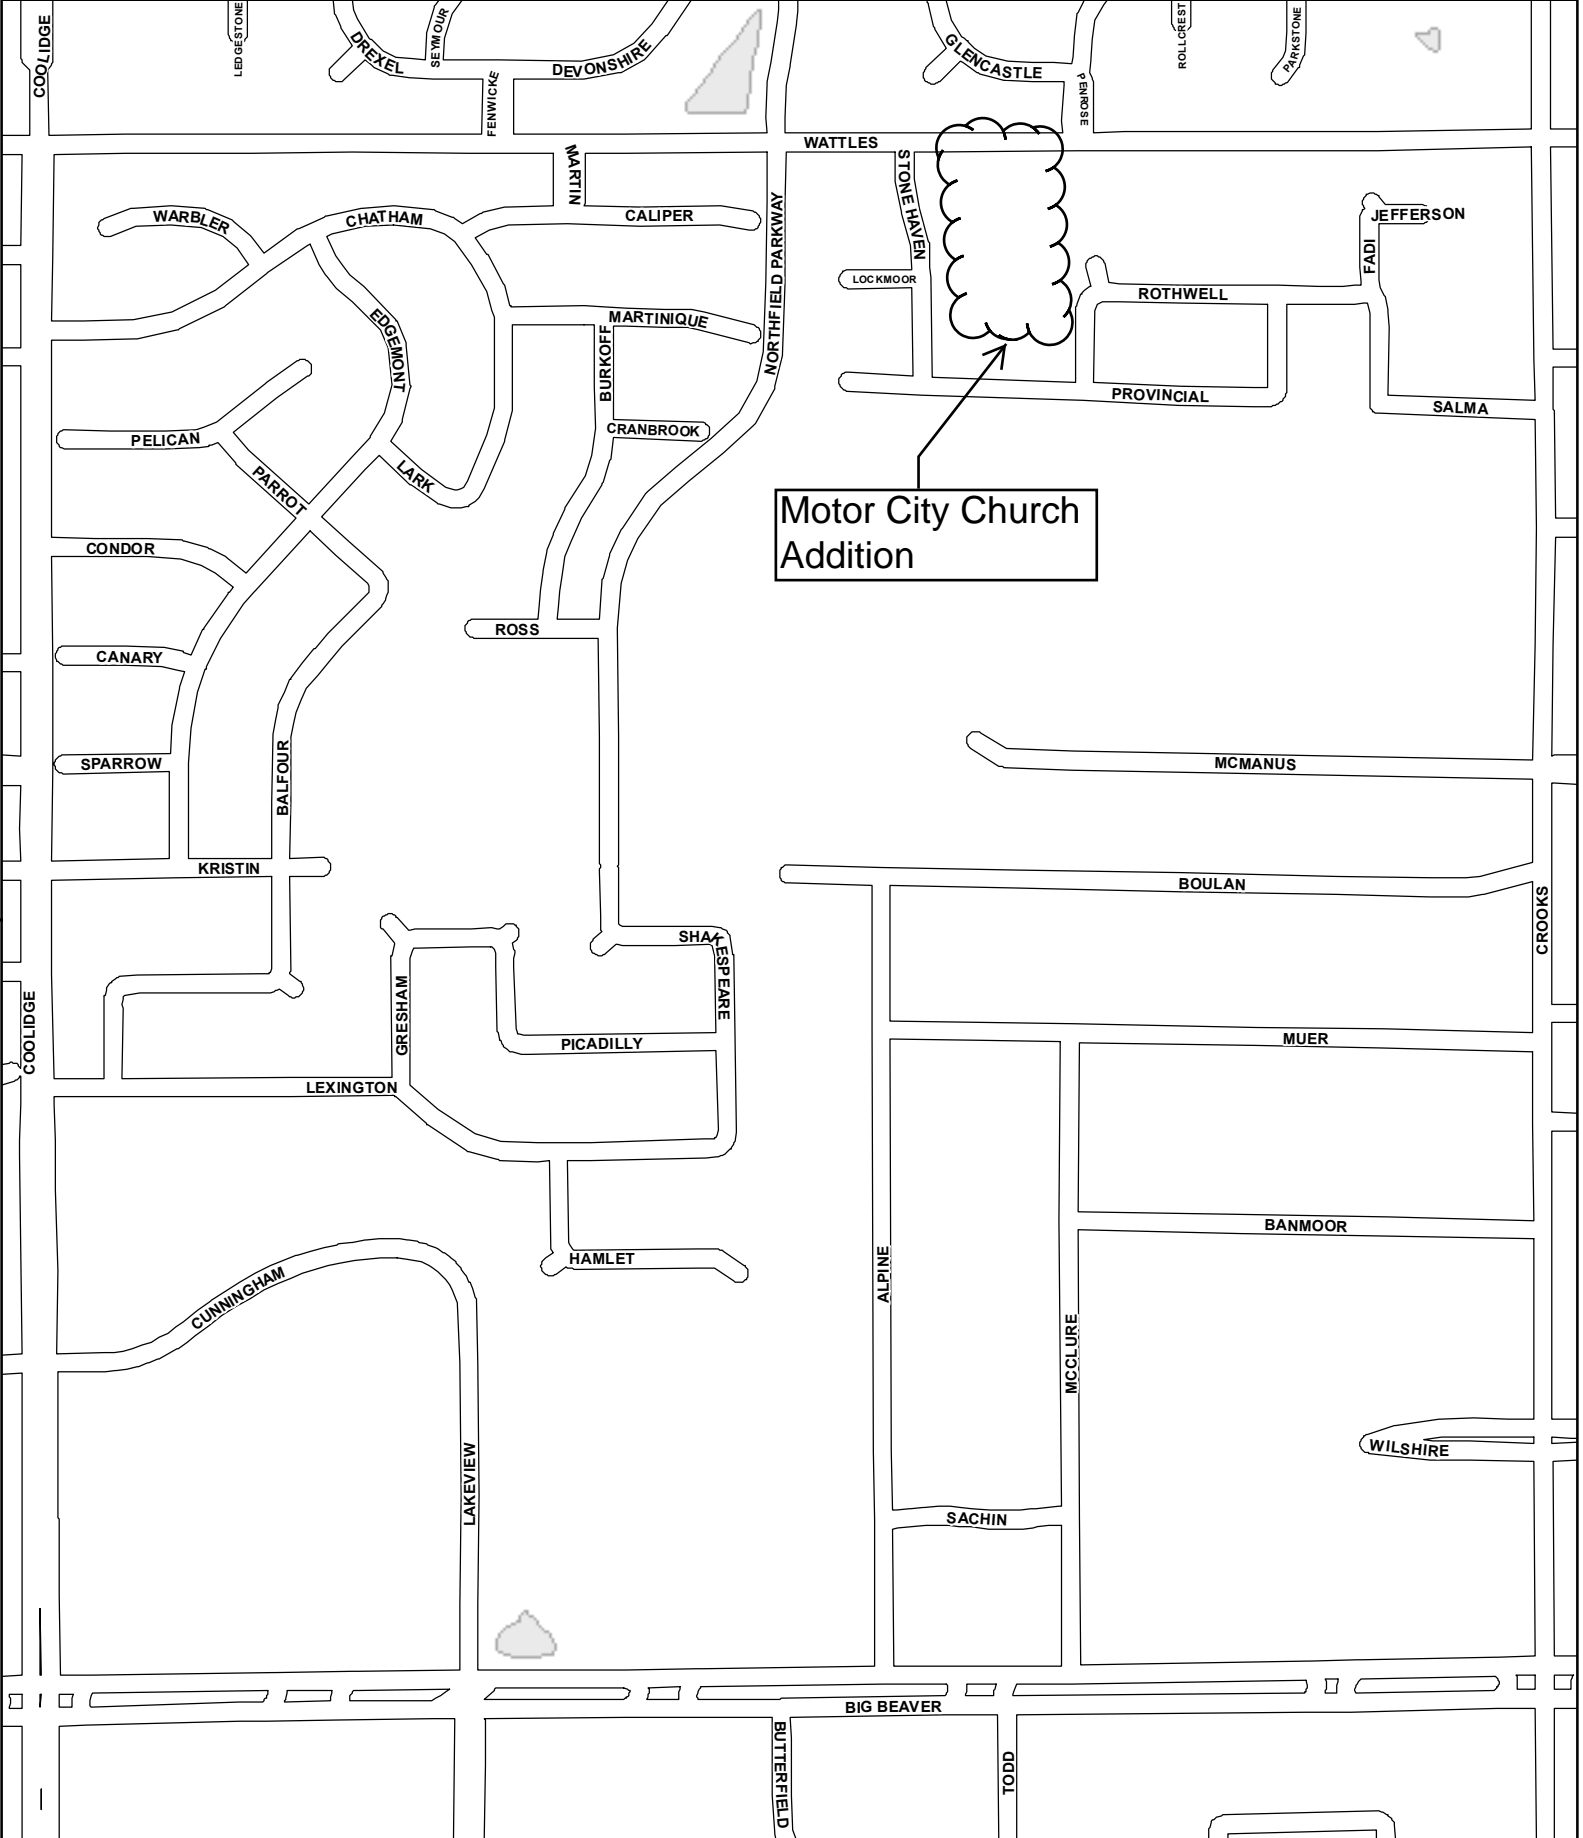 COOLIDGE
LEDGESTONE
DREXEL
SEYMOUR
FENWICKE
DEVONSHIRE
GLENCASTLE
PENROSE
ROLLCREST
PARKSTONE
WATTLES
MARTIN
STONE HAVEN
WARBLER
CHATHAM
CALIPER
NORTHFIELD PARKWAY
JEFFERSON
FADI
LOCKMOOR
ROTHWELL
EDGEMONT
MARTINIQUE
BURKOFF
PROVINCIAL
SALMA
PELICAN
CRANBROOK
PARROT
LARK
Motor City Church
Addition
CONDOR
ROSS
CANARY
SPARROW
BALFOUR
MCMANUS
KRISTIN
BOULAN
CROOKS
SHAKESPEARE
COOLIDGE
GRESHAM
PICADILLY
MUER
LEXINGTON
BANMOOR
HAMLET
ALPINE
CUNNINGHAM
MCCLURE
LAKEVIEW
WILSHIRE
SACHIN
BIG BEAVER
BUTTERFIELD
TODD